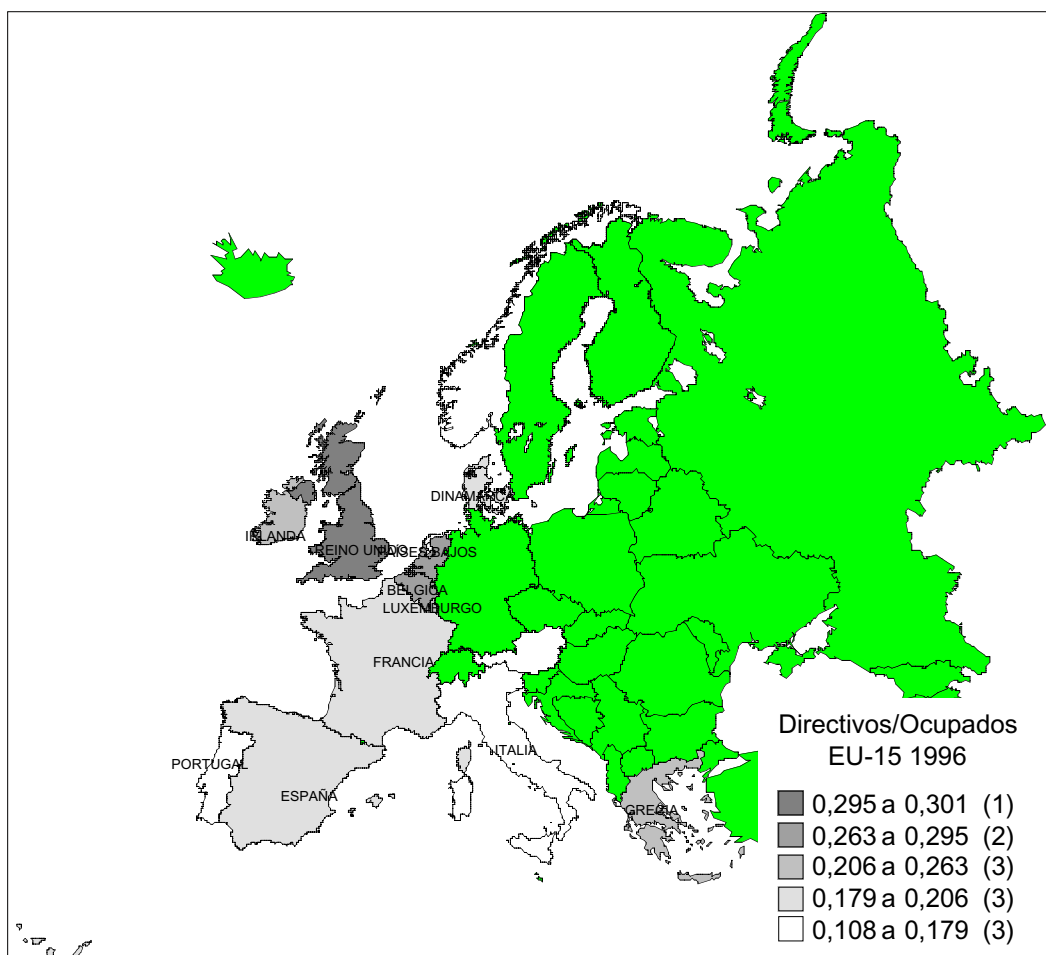 DINAMARCA
IRLANDA
REINO UNIDO
PAISES BAJOS
BELGICA
LUXEMBURGO
FRANCIA
ITALIA
PORTUGAL
ESPAÑA
GRECIA
Directivos/Ocupados
EU-15 1996
0,295 a 0,301 (1)
0,263 a 0,295 (2)
0,206 a 0,263 (3)
0,179 a 0,206 (3)
0,108 a 0,179 (3)